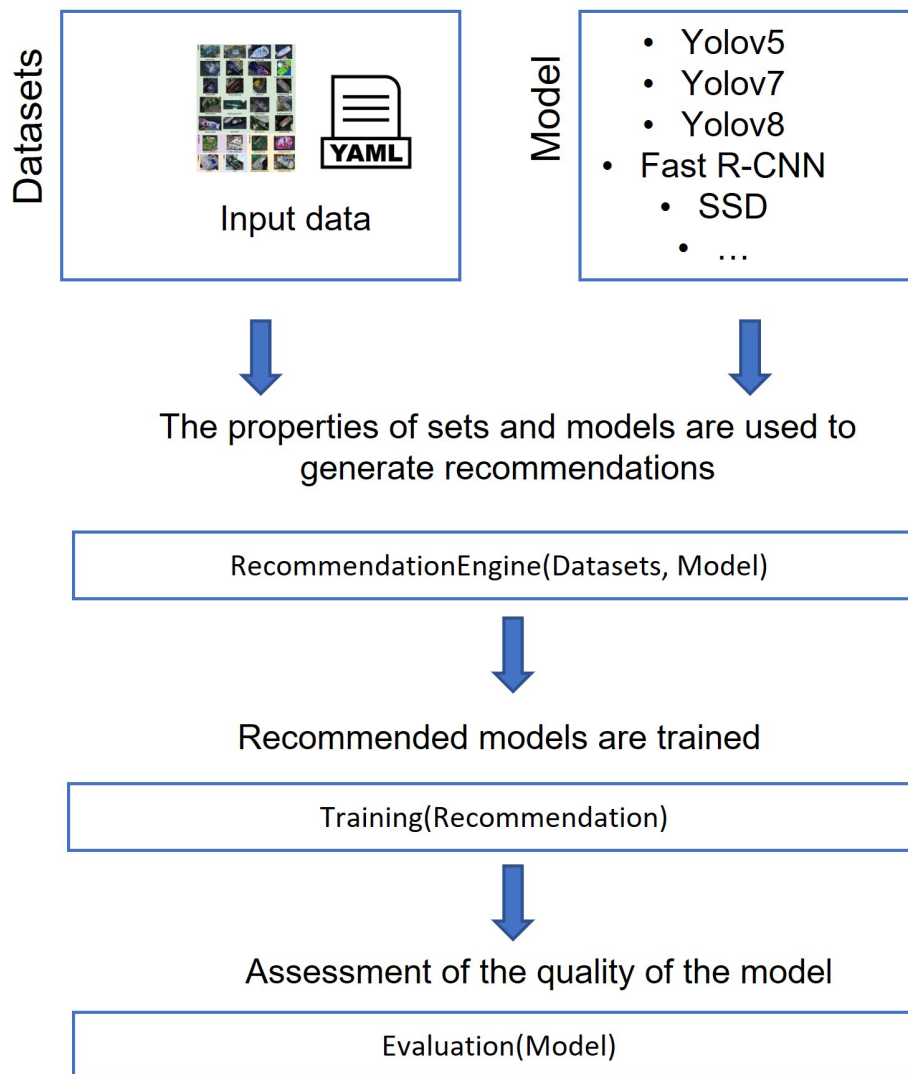 Datasets
YAML
Input data
Model
• Yolov5
• Yolov7
• Yolov8
• Fast R-CNN
• SSD
• …
The properties of sets and models are used to
generate recommendations
RecommendationEngine(Datasets, Model)
Recommended models are trained
Training(Recommendation)
Assessment of the quality of the model
Evaluation(Model)